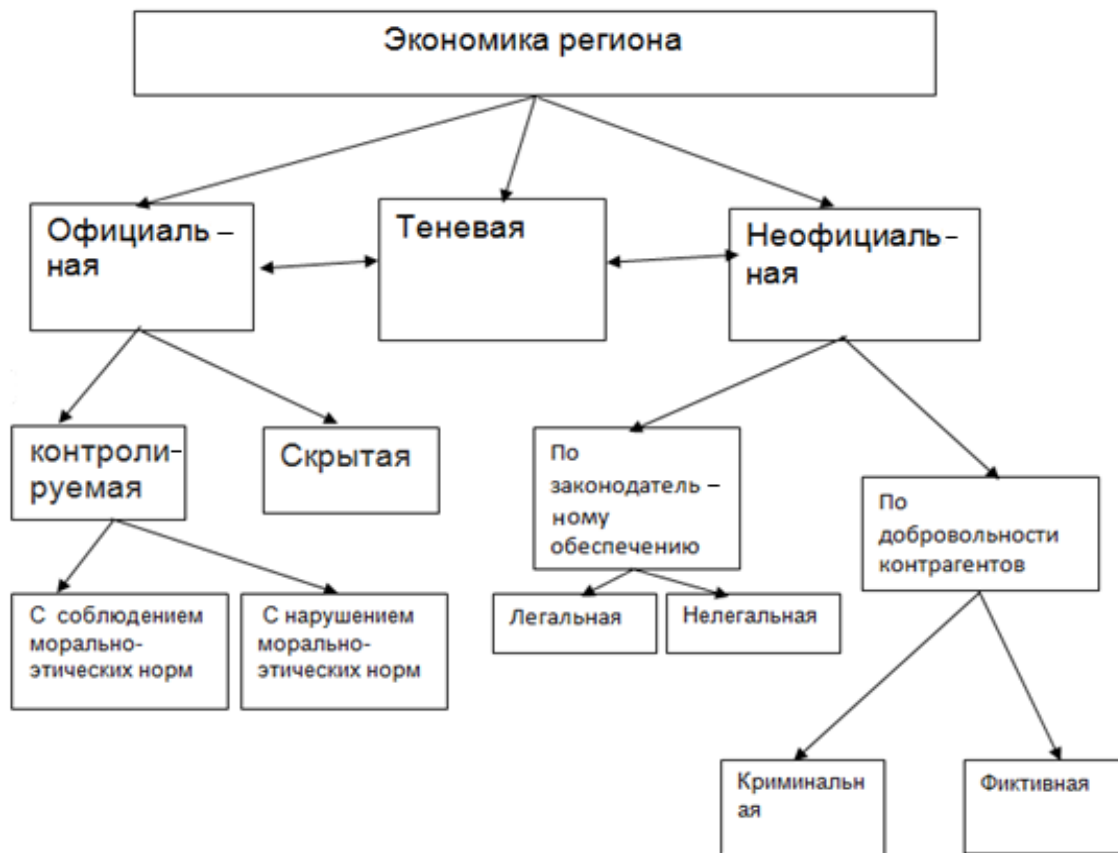 Экономика региона
Официаль –
ная
Теневая
Неофициаль –
ная
контроли–
руемая
Скрытая
По
законодатель –
ному
обеспечению
По
добровольности
контрагентов
С соблюдением
морально-
этических норм
С нарушением
морально-
этических норм
Легальная
Нелегальная
Криминальн
ая
Фиктивная